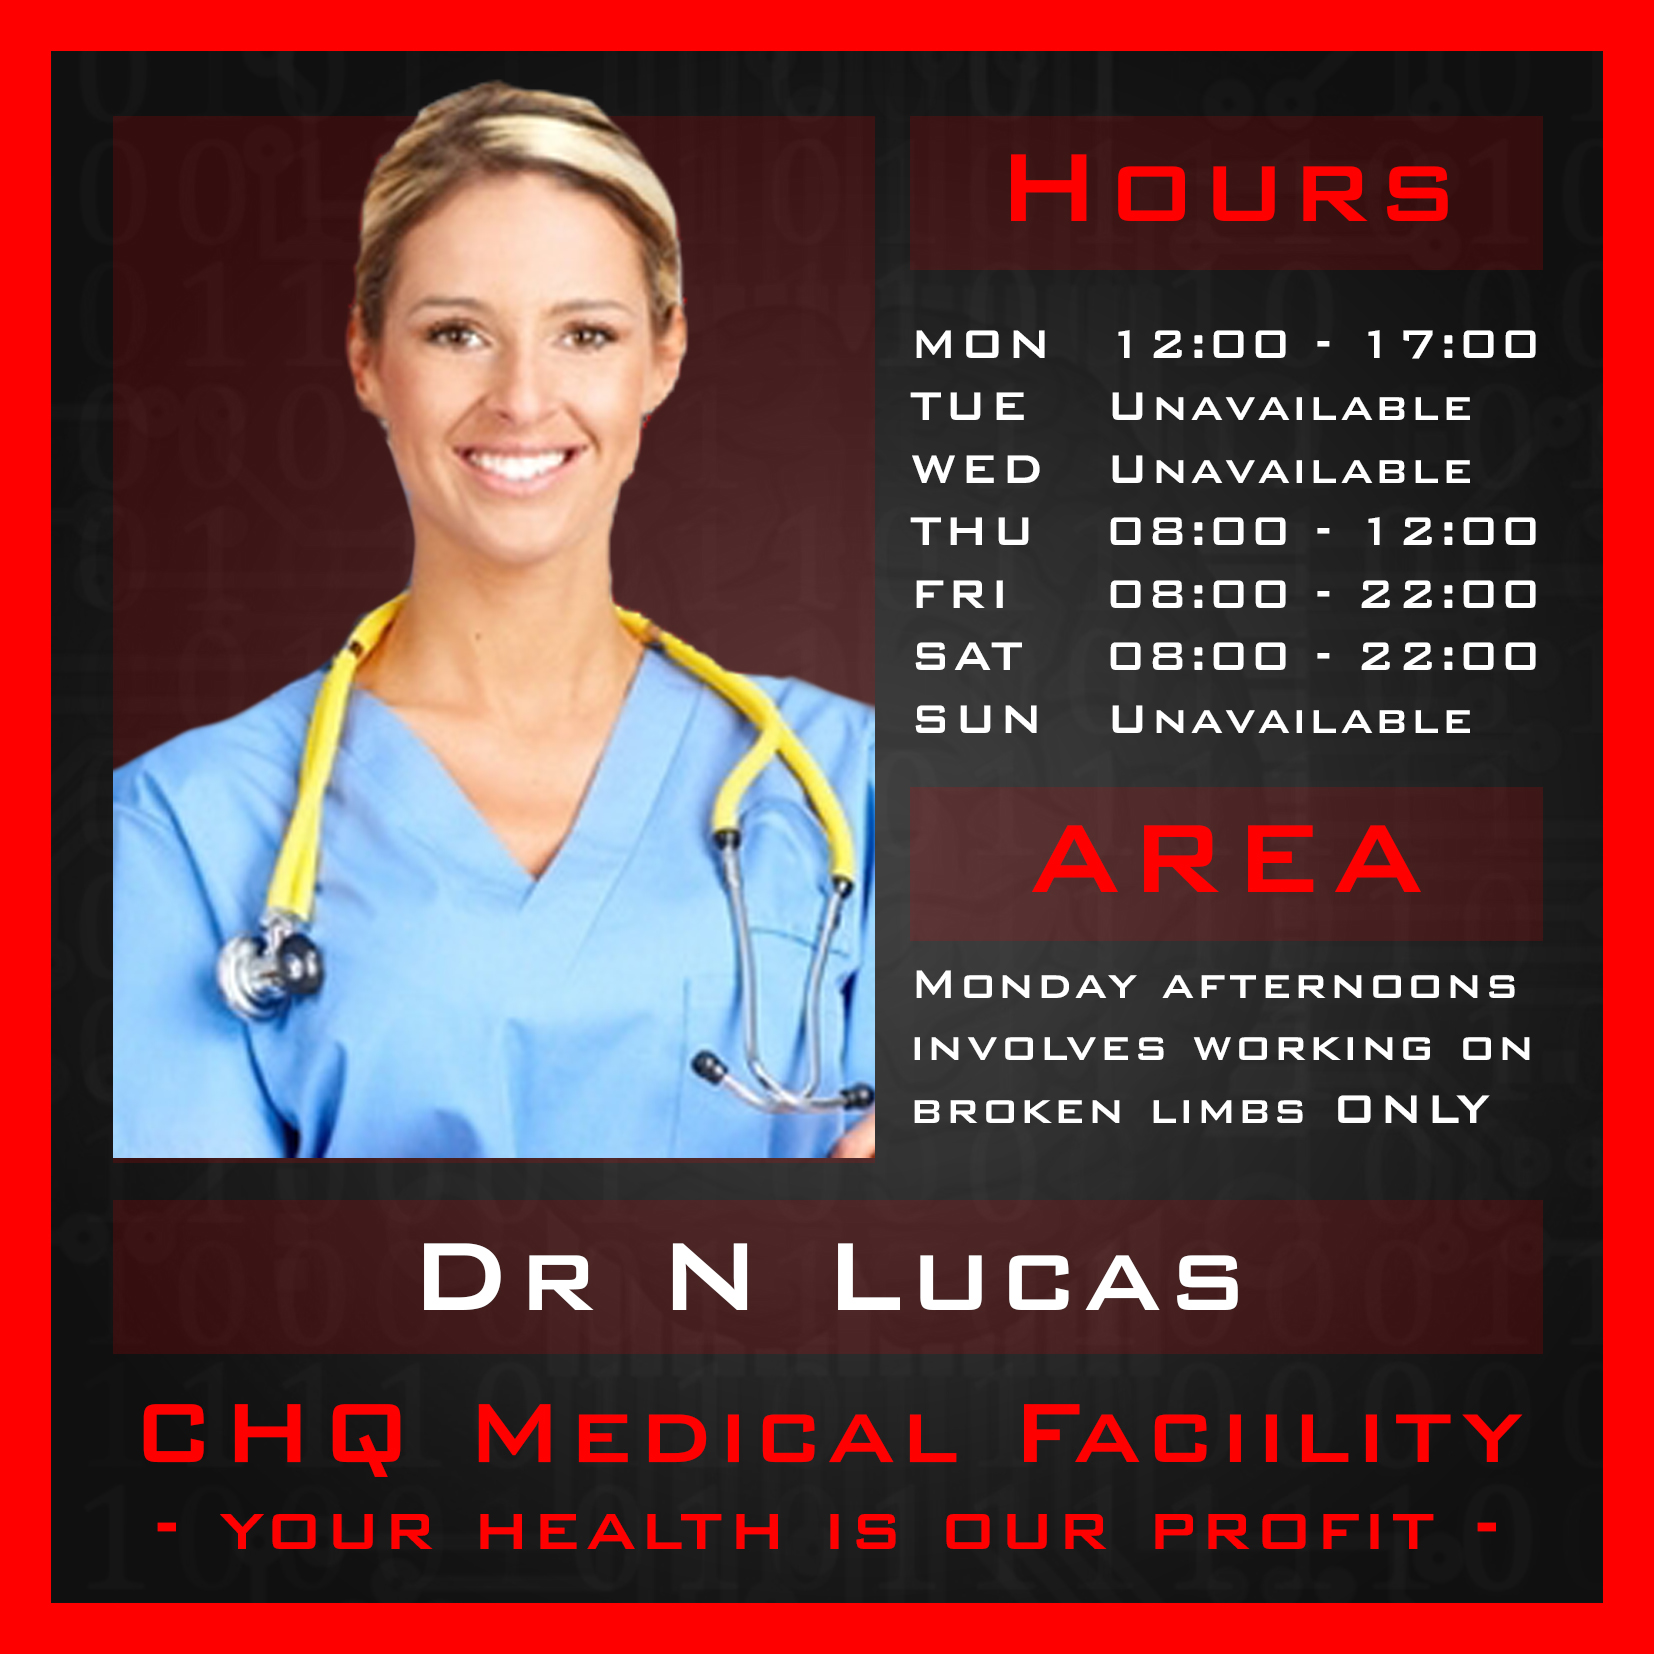 Hours
MON 12:00 - 17:00
TUE Unavailable
WED Unavailable
THU 08:00 - 12:00
FRI 08:00 - 22:00
SAT 08:00 - 22:00
SUN Unavailable
AREA
Monday afternoons
involves working on
broken limbs ONLY
Dr N Lucas
CHQ Medical Faciility
- your health is our profit -